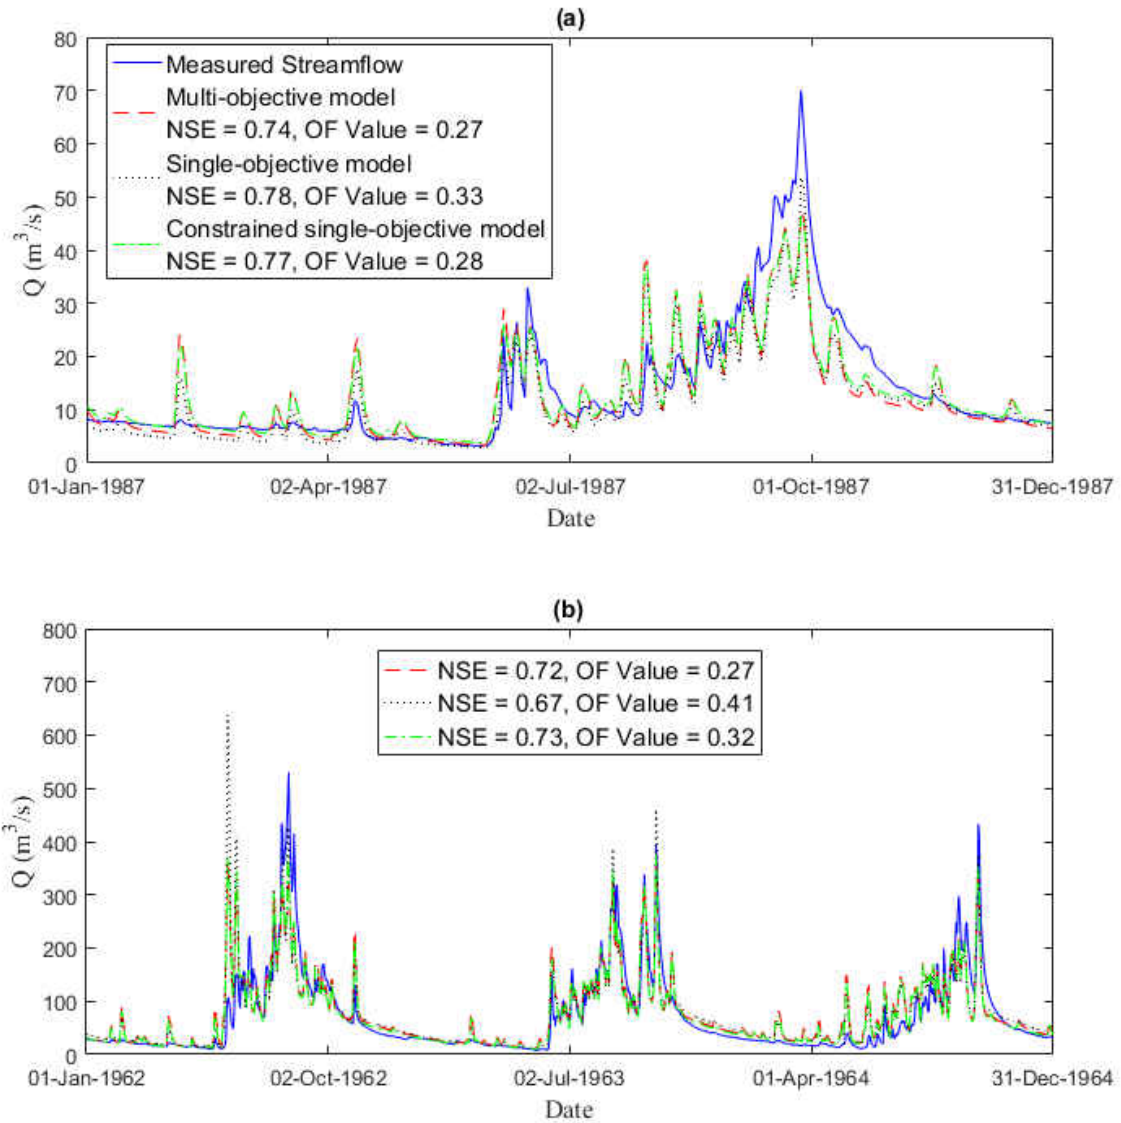 (a)
80
70
60
50
40
30
20
10
0
Q (m³/s)
Measured Streamflow
Multi-objective model
NSE = 0.74, OF Value = 0.27
Single-objective model
NSE = 0.78, OF Value = 0.33
Constrained single-objective model
NSE = 0.77, OF Value = 0.28
01-Jan-1987 02-Apr-1987 02-Jul-1987 01-Oct-1987 31-Dec-1987
Date
(b)
800
700
600
500
400
300
200
100
0
Q (m³/s)
NSE = 0.72, OF Value = 0.27
NSE = 0.67, OF Value = 0.41
NSE = 0.73, OF Value = 0.32
01-Jan-1962 02-Oct-1962 02-Jul-1963 01-Apr-1964 31-Dec-1964
Date